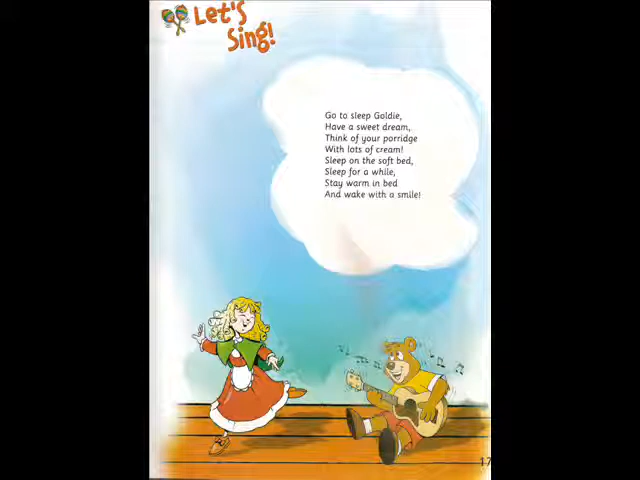 Let's
Sing!
Go to sleep Goldie,
Have a sweet dream,
Think of your porridge
With lots of cream!
Sleep on the soft bed,
Sleep for a while,
Stay warm in bed
And wake with a smile!
17